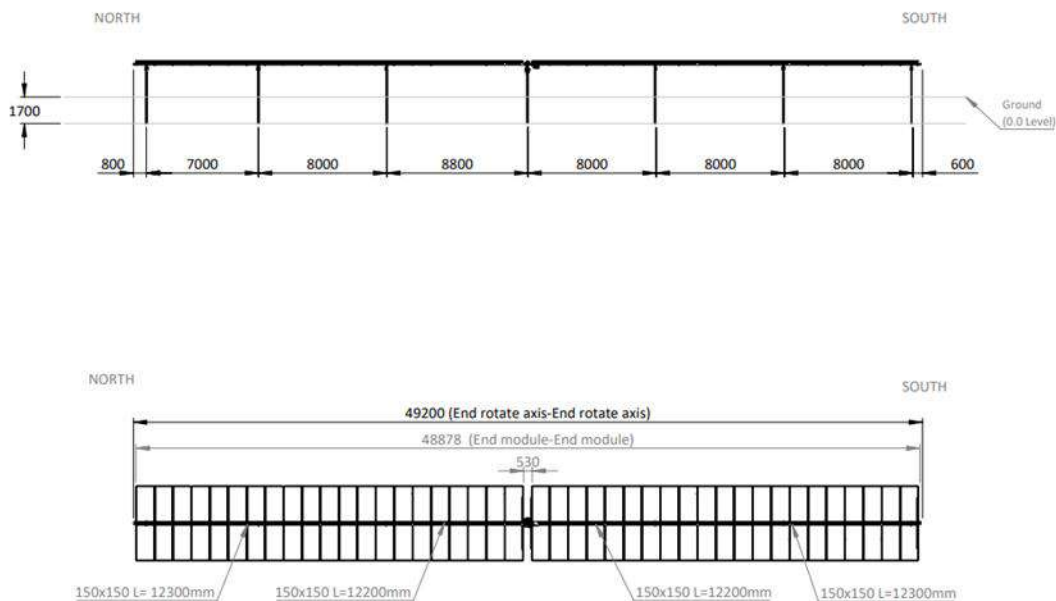 NORTH
SOUTH
1700
Ground
(0.0 Level)
800
7000
8000
8800
8000
8000
8000
600
NORTH
SOUTH
49200 (End rotate axis-End rotate axis)
48878 (End module-End module)
530
150x150 L= 12300mm
150x150 L=12200mm
150x150 L=12200mm
150x150 L=12300mm